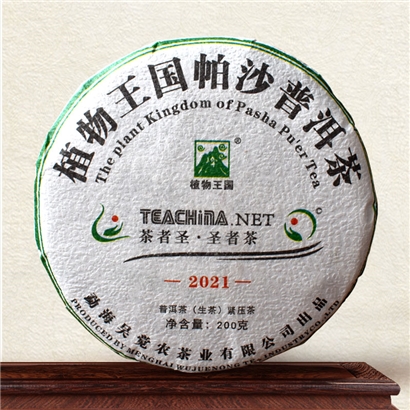 植物王国帕沙普洱茶
The plant Kingdom of Pasha Puer Tea
植物王国
TEACHINA.NET
茶者圣·圣者茶
2021
普洱茶（生茶）紧压茶
净含量：200克
勐海吴觉农茶业有限公司出品
PRODUCED BY MENGHAI WUJUENONG TEA INDUSTRIAL CO.LTD